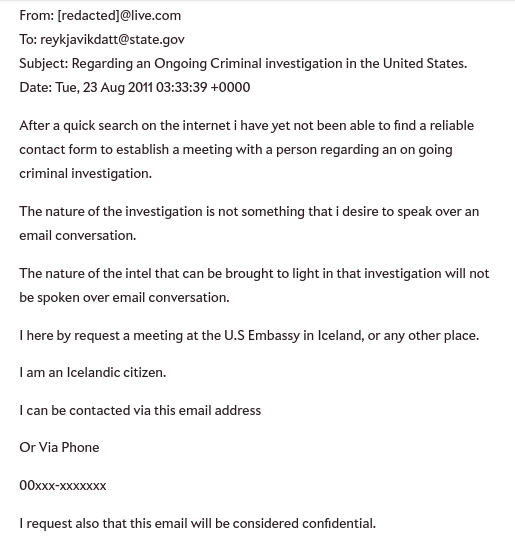 From: [redacted]@live.com
To: reykjavikdatt@state.gov
Subject: Regarding an Ongoing Criminal investigation in the United States.
Date: Tue, 23 Aug 2011 03:33:39 +0000
After a quick search on the internet i have yet not been able to find a reliable
contact form to establish a meeting with a person regarding an on going
criminal investigation.
The nature of the investigation is not something that i desire to speak over an
email conversation.
The nature of the intel that can be brought to light in that investigation will not
be spoken over email conversation.
I here by request a meeting at the U.S Embassy in Iceland, or any other place.
I am an Icelandic citizen.
I can be contacted via this email address
Or Via Phone
00xxx-xxxxxxx
I request also that this email will be considered confidential.